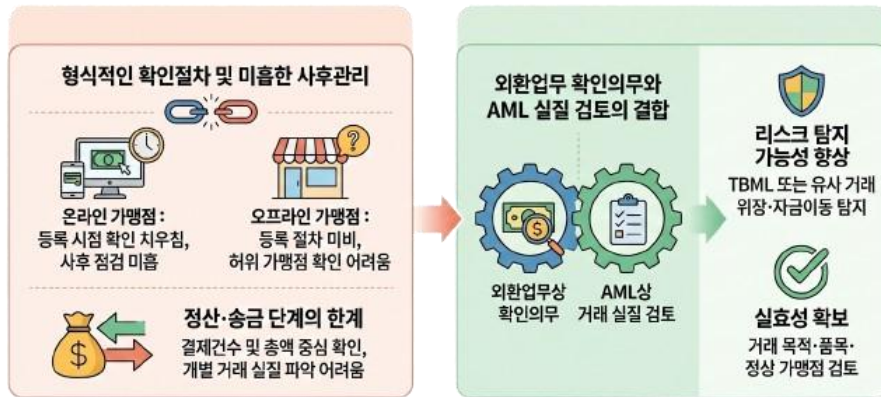 형식적인 확인절차 및 미흡한 사후관리
?
온라인 가맹점 :
등록 시점 확인 치우침,
사후 점검 미흡
오프라인 가맹점 :
등록 절차 미비,
허위 가맹점 확인 어려움
$
정산·송금 단계의 한계
결제건수 및 총액 중심 확인,
개별 거래 실질 파악 어려움
외환업무 확인의무와
AML 실질 검토의 결합
$
외환업무상
확인의무
AML상
거래 실질 검토
리스크 탐지
가능성 향상
TBML 또는 유사 거래
위장·자금이동 탐지
실효성 확보
거래 목적·품목·
정상 가맹점 검토